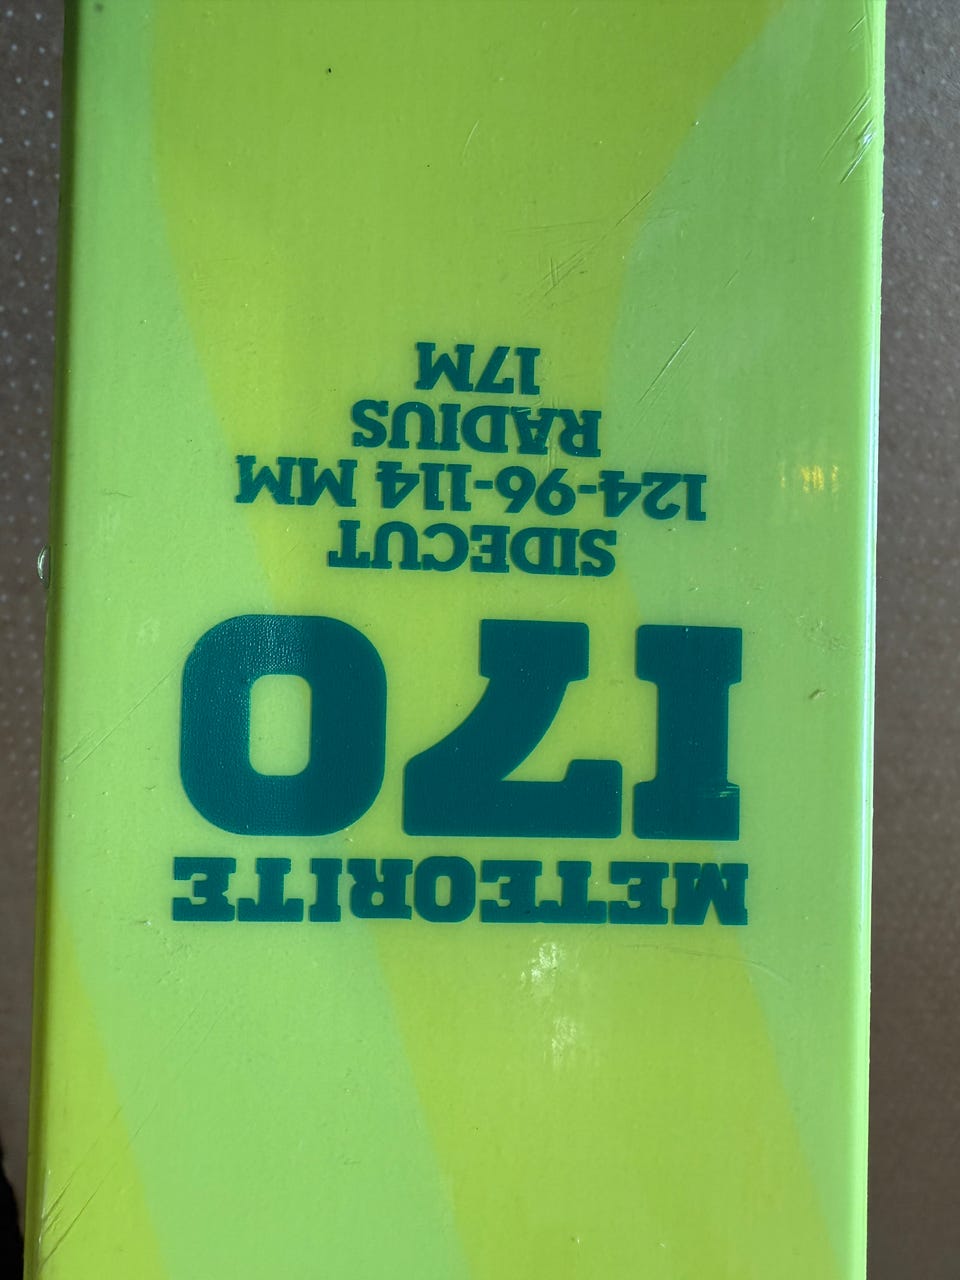 METEORITE
170
SIDECUT
124-96-114 MM
RADIUS
17M